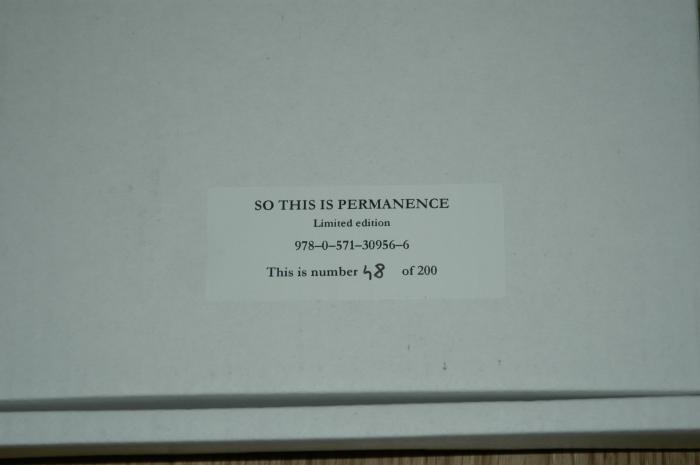 SO THIS IS PERMANENCE
Limited edition
978–0–571–30956–6
This is number 48 of 200